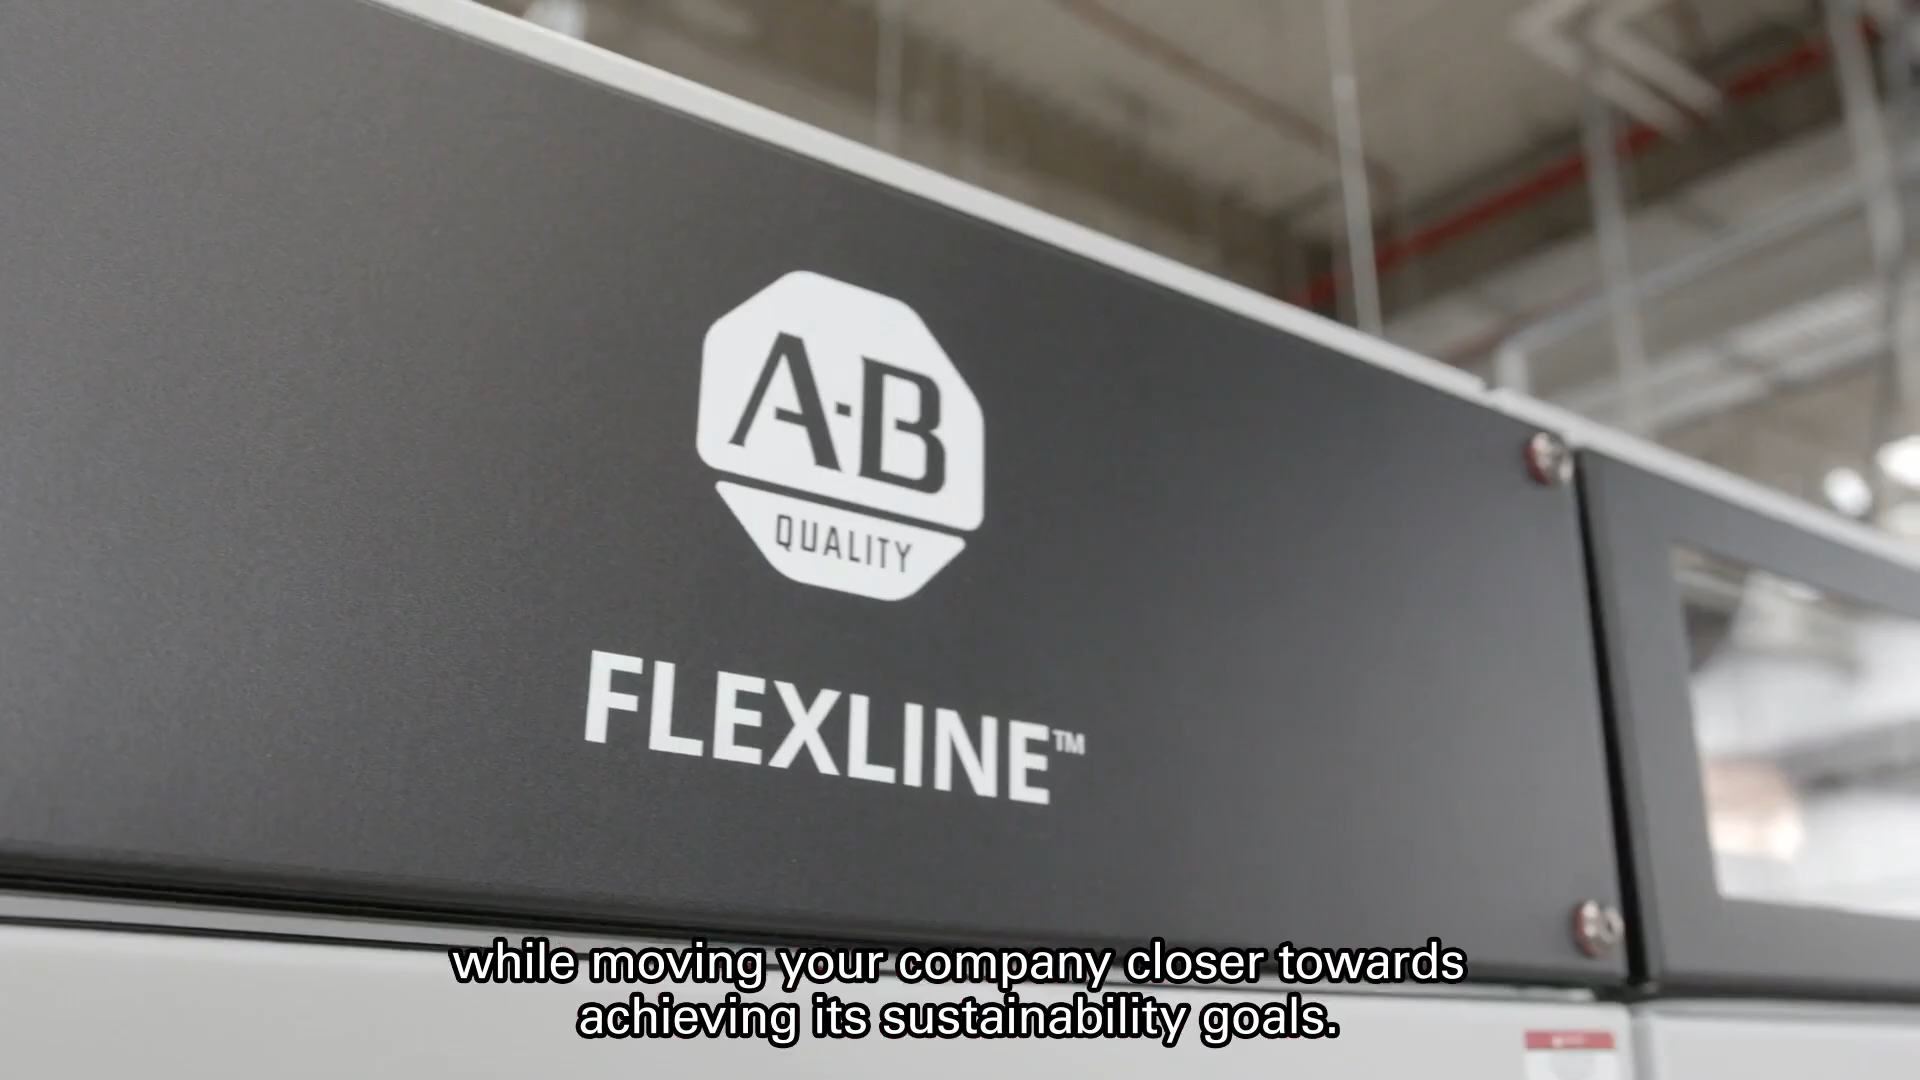 A·B
QUALITY
FLEXLINE™
while moving your company closer towards
achieving its sustainability goals.